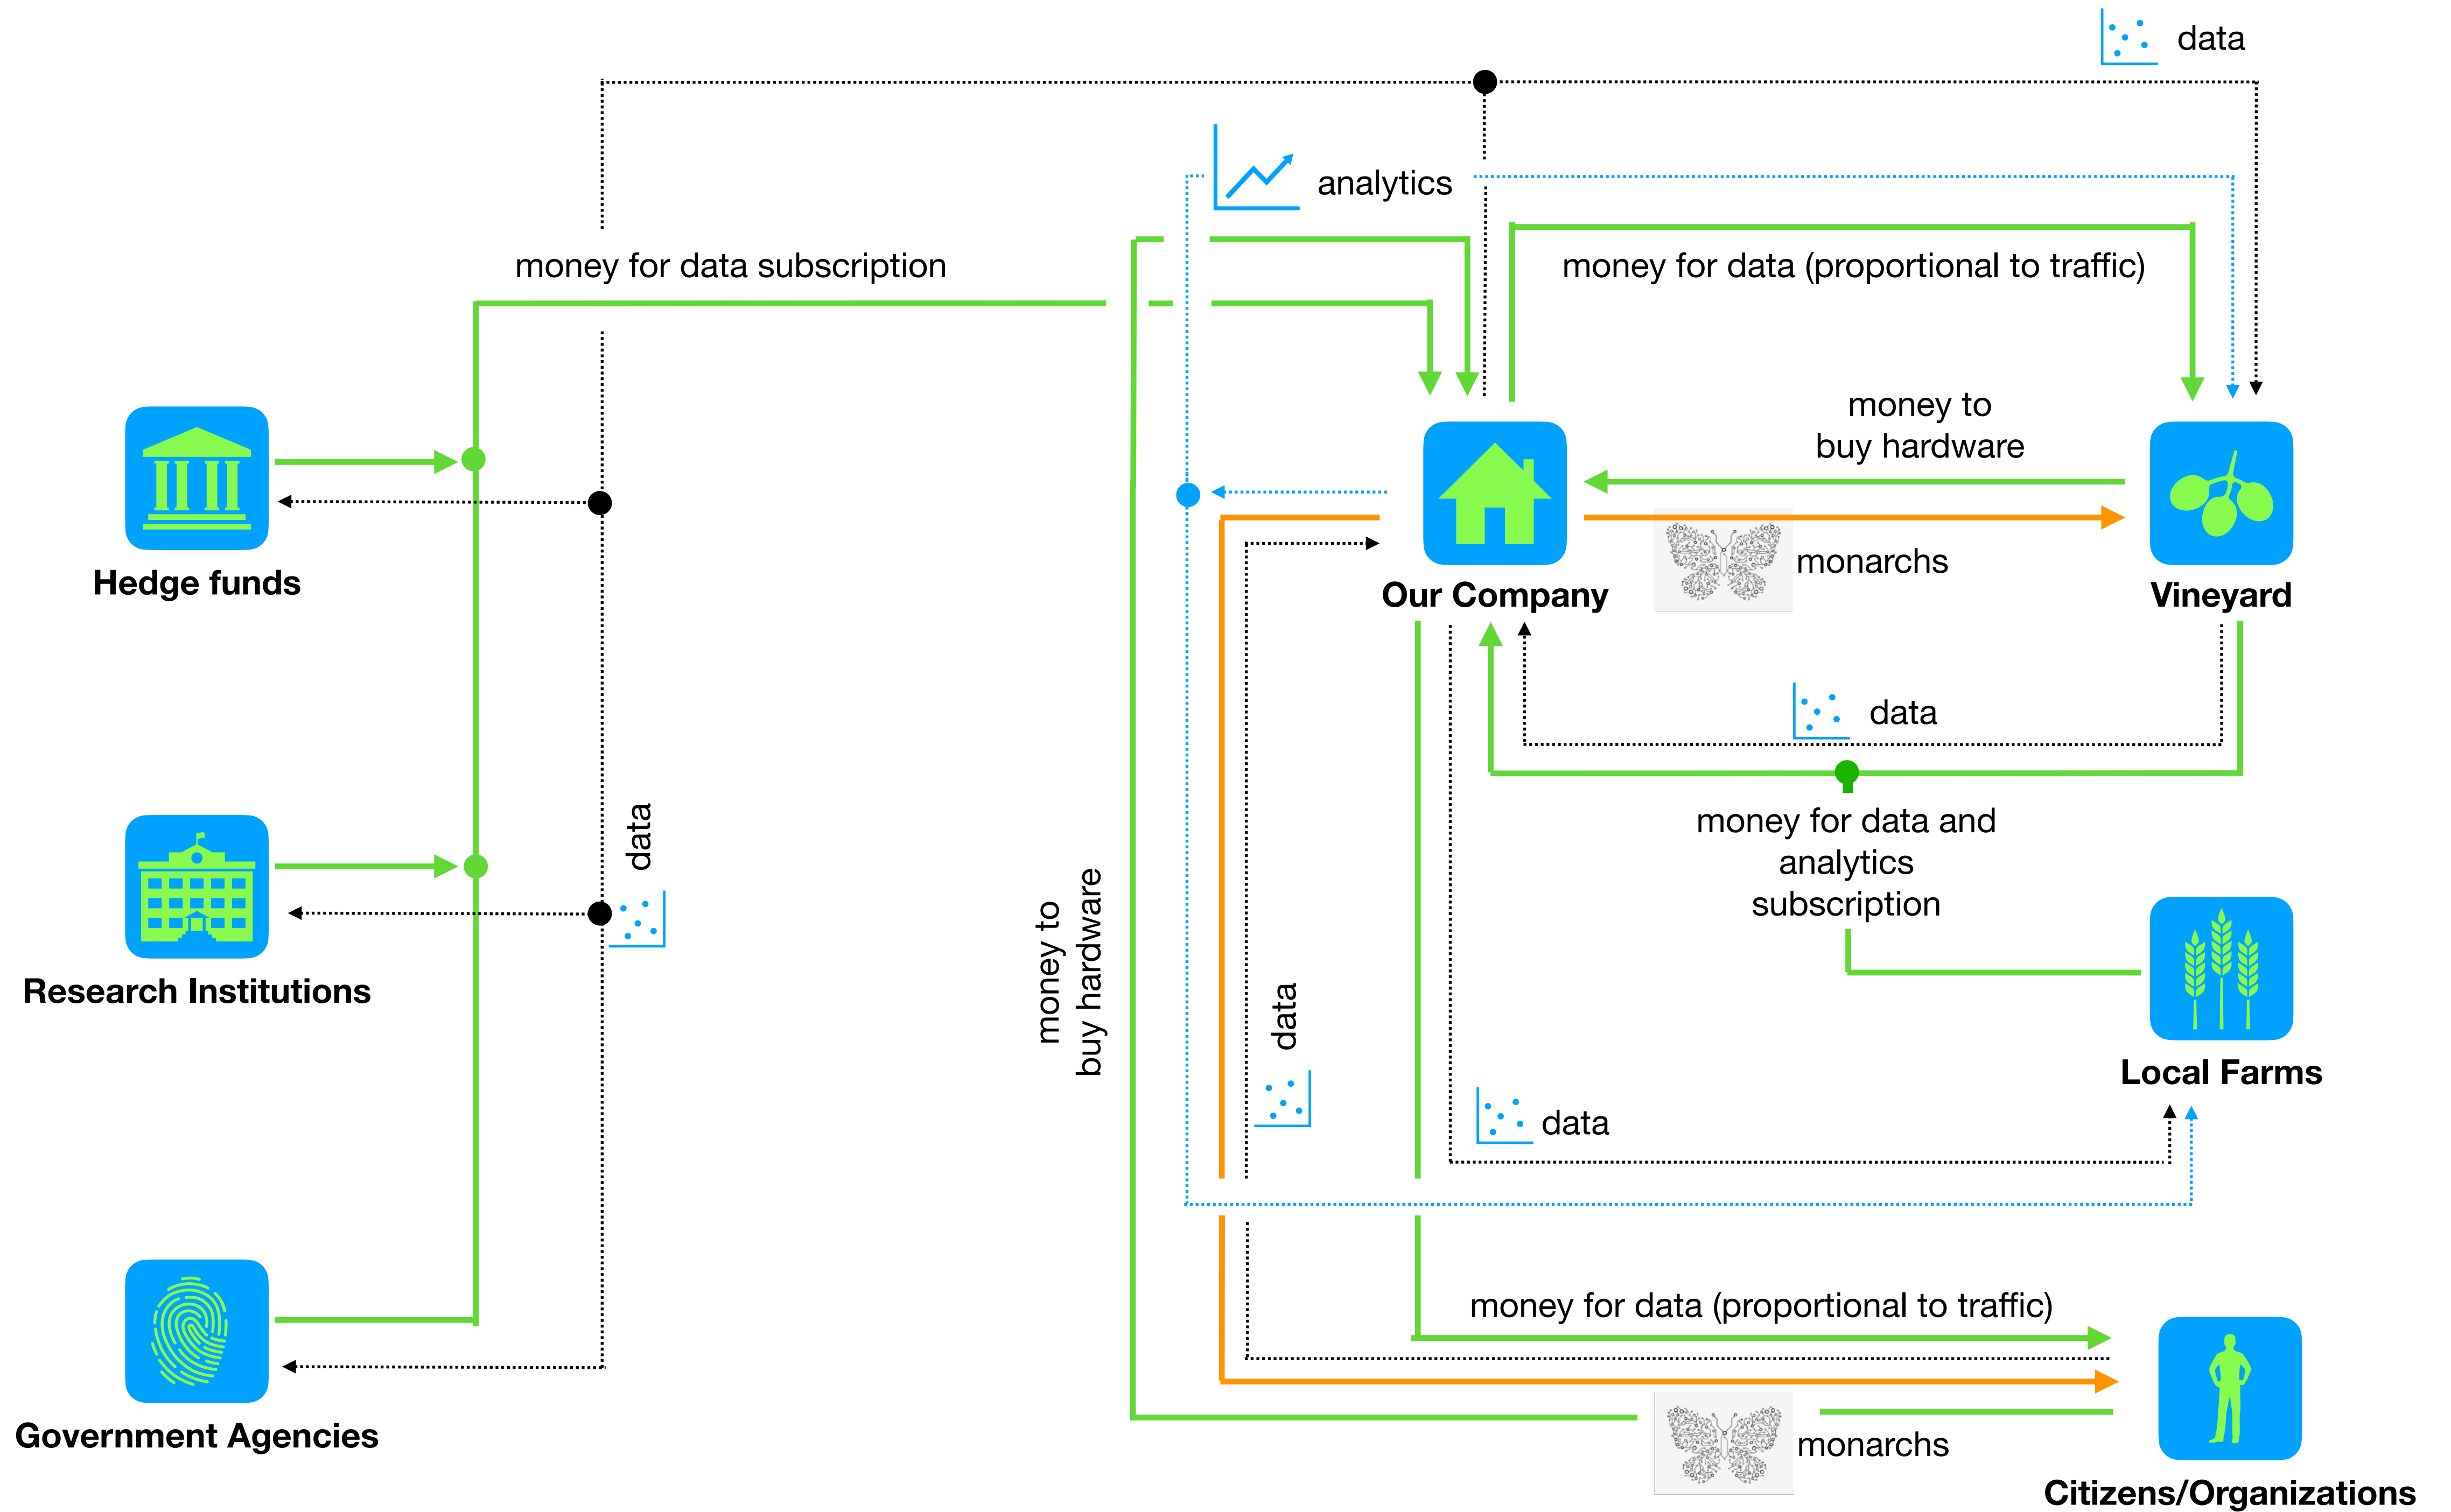 data
analytics
money for data subscription
money for data (proportional to traffic)
money to
buy hardware
monarchs
Hedge funds
Our Company
Vineyard
data
money for data and
analytics
subscription
data
Research Institutions
money to
buy hardware
data
Local Farms
data
money for data (proportional to traffic)
Government Agencies
monarchs
Citizens/Organizations